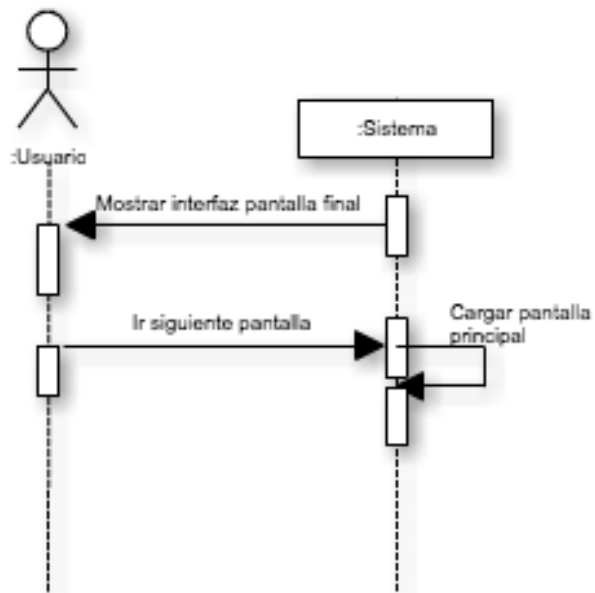 :Usuario
:Sistema
Mostrar interfaz pantalla final
Ir siguiente pantalla
Cargar pantalla
principal